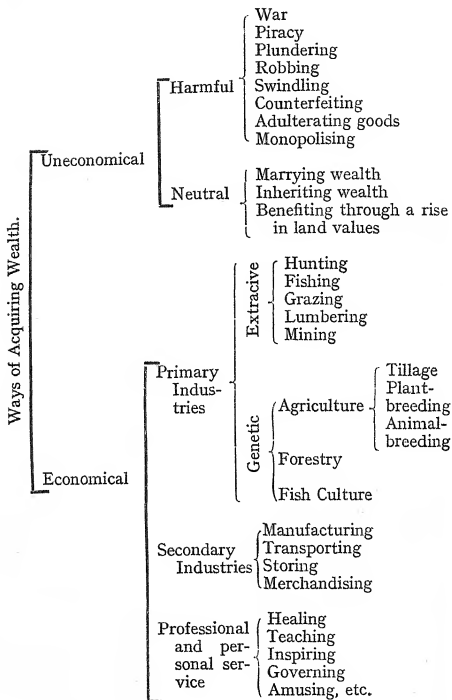 Ways of Acquiring Wealth.
Uneconomical
Harmful
War
Piracy
Plundering
Robbing
Swindling
Counterfeiting
Adulterating goods
Monopolising
Neutral
Marrying wealth
Inheriting wealth
Benefiting through a rise
in land values
Economical
Primary
Indus-
tries
Extracive
Hunting
Fishing
Grazing
Lumbering
Mining
Genetic
Agriculture
Tillage
Plant-
breeding
Animal-
breeding
Forestry
Fish Culture
Secondary
Industries
Manufacturing
Transporting
Storing
Merchandising
Professional
and per-
sonal ser-
vice
Healing
Teaching
Inspiring
Governing
Amusing, etc.